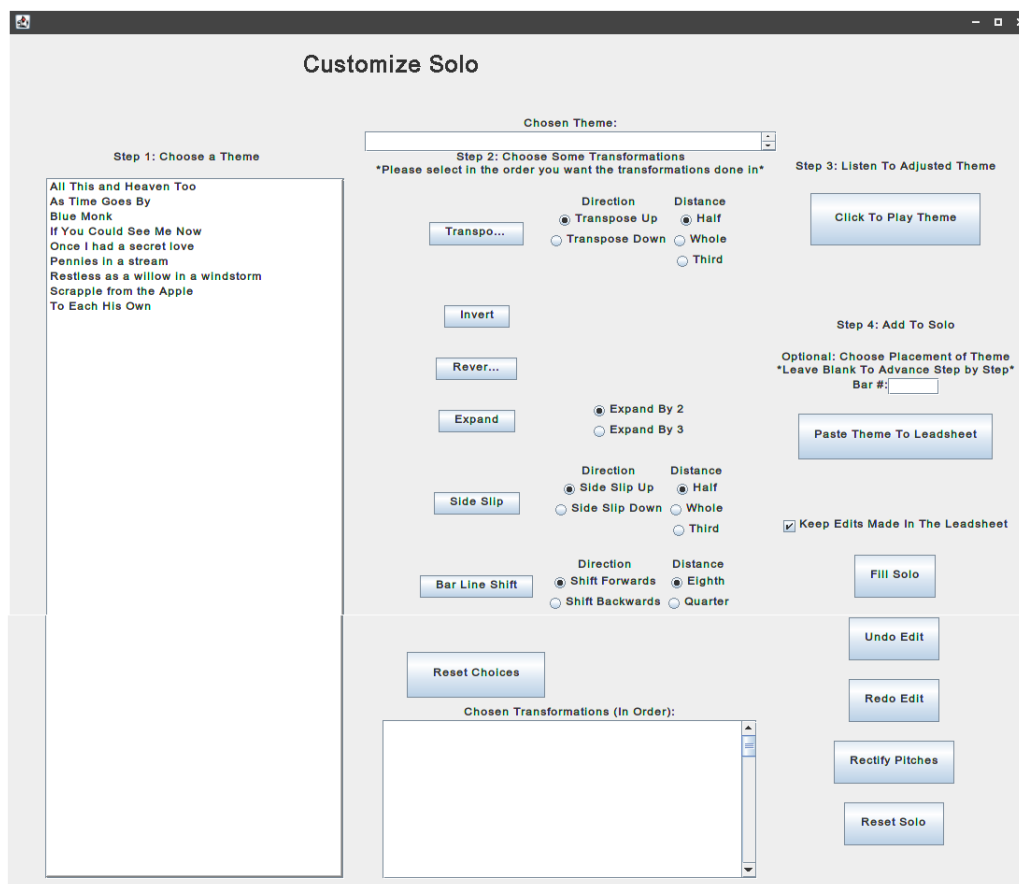 Customize Solo
Chosen Theme:
Step 1: Choose a Theme
All This and Heaven Too
As Time Goes By
Blue Monk
If You Could See Me Now
Once I had a secret love
Pennies in a stream
Restless as a willow in a windstorm
Scrapple from the Apple
To Each His Own
Step 2: Choose Some Transformations
*Please select in the order you want the transformations done in*
Direction Distance
Transpo... Transpose Up Half
Transpose Down Whole
Third
Invert
Rever...
Expand Expand By 2
Expand By 3
Direction Distance
Side Slip Side Slip Up Half
Side Slip Down Whole
Third
Direction Distance
Bar Line Shift Shift Forwards Eighth
Shift Backwards Quarter
Reset Choices
Chosen Transformations (In Order):
Step 3: Listen To Adjusted Theme
Click To Play Theme
Step 4: Add To Solo
Optional: Choose Placement of Theme
*Leave Blank To Advance Step by Step*
Bar #:
Paste Theme To Leadsheet
Keep Edits Made In The Leadsheet
Fill Solo
Undo Edit
Redo Edit
Rectify Pitches
Reset Solo